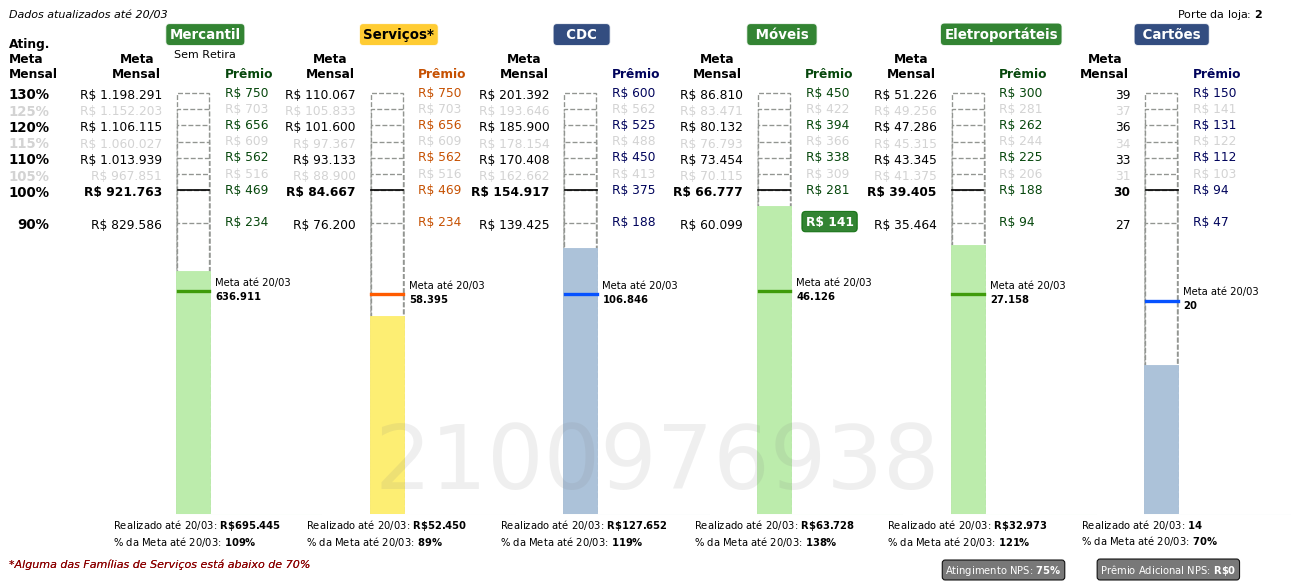 Dados atualizados até 20/03
Porte da loja: 2
Mercantil Serviços* CDC Móveis Eletroportáteis Cartões
Sem Retira
Ating. Meta Mensal
Meta Mensal Prêmio Meta Mensal Prêmio Meta Mensal Prêmio Meta Mensal Prêmio Meta Mensal Prêmio Meta Mensal Prêmio
130% R$ 1.198.291 R$ 750 R$ 110.067 R$ 750 R$ 201.392 R$ 600 R$ 86.810 R$ 450 R$ 51.226 R$ 300 39 R$ 150
125% R$ 1.152.203 R$ 703 R$ 105.833 R$ 703 R$ 193.646 R$ 562 R$ 83.471 R$ 422 R$ 49.256 R$ 281 37 R$ 141
120% R$ 1.106.115 R$ 656 R$ 101.600 R$ 656 R$ 185.900 R$ 525 R$ 80.132 R$ 394 R$ 47.286 R$ 262 36 R$ 131
115% R$ 1.060.027 R$ 609 R$ 97.367 R$ 609 R$ 178.154 R$ 488 R$ 76.793 R$ 366 R$ 45.315 R$ 244 34 R$ 122
110% R$ 1.013.939 R$ 562 R$ 93.133 R$ 562 R$ 170.408 R$ 450 R$ 73.454 R$ 338 R$ 43.345 R$ 225 33 R$ 112
105% R$ 967.851 R$ 516 R$ 88.900 R$ 516 R$ 162.662 R$ 413 R$ 70.115 R$ 309 R$ 41.375 R$ 206 31 R$ 103
100% R$ 921.763 R$ 469 R$ 84.667 R$ 469 R$ 154.917 R$ 375 R$ 66.777 R$ 281 R$ 39.405 R$ 188 30 R$ 94
90% R$ 829.586 R$ 234 R$ 76.200 R$ 234 R$ 139.425 R$ 188 R$ 60.099 R$ 141 R$ 35.464 R$ 94 27 R$ 47
Meta até 20/03 Meta até 20/03 Meta até 20/03 Meta até 20/03 Meta até 20/03 Meta até 20/03
636.911 58.395 106.846 46.126 27.158 20
2100976938
Realizado até 20/03: R$695.445 Realizado até 20/03: R$52.450 Realizado até 20/03: R$127.652 Realizado até 20/03: R$63.728 Realizado até 20/03: R$32.973 Realizado até 20/03: 14
% da Meta até 20/03: 109% % da Meta até 20/03: 89% % da Meta até 20/03: 119% % da Meta até 20/03: 138% % da Meta até 20/03: 121% % da Meta até 20/03: 70%
*Alguma das Famílias de Serviços está abaixo de 70%
Atingimento NPS: 75% Prêmio Adicional NPS: R$0